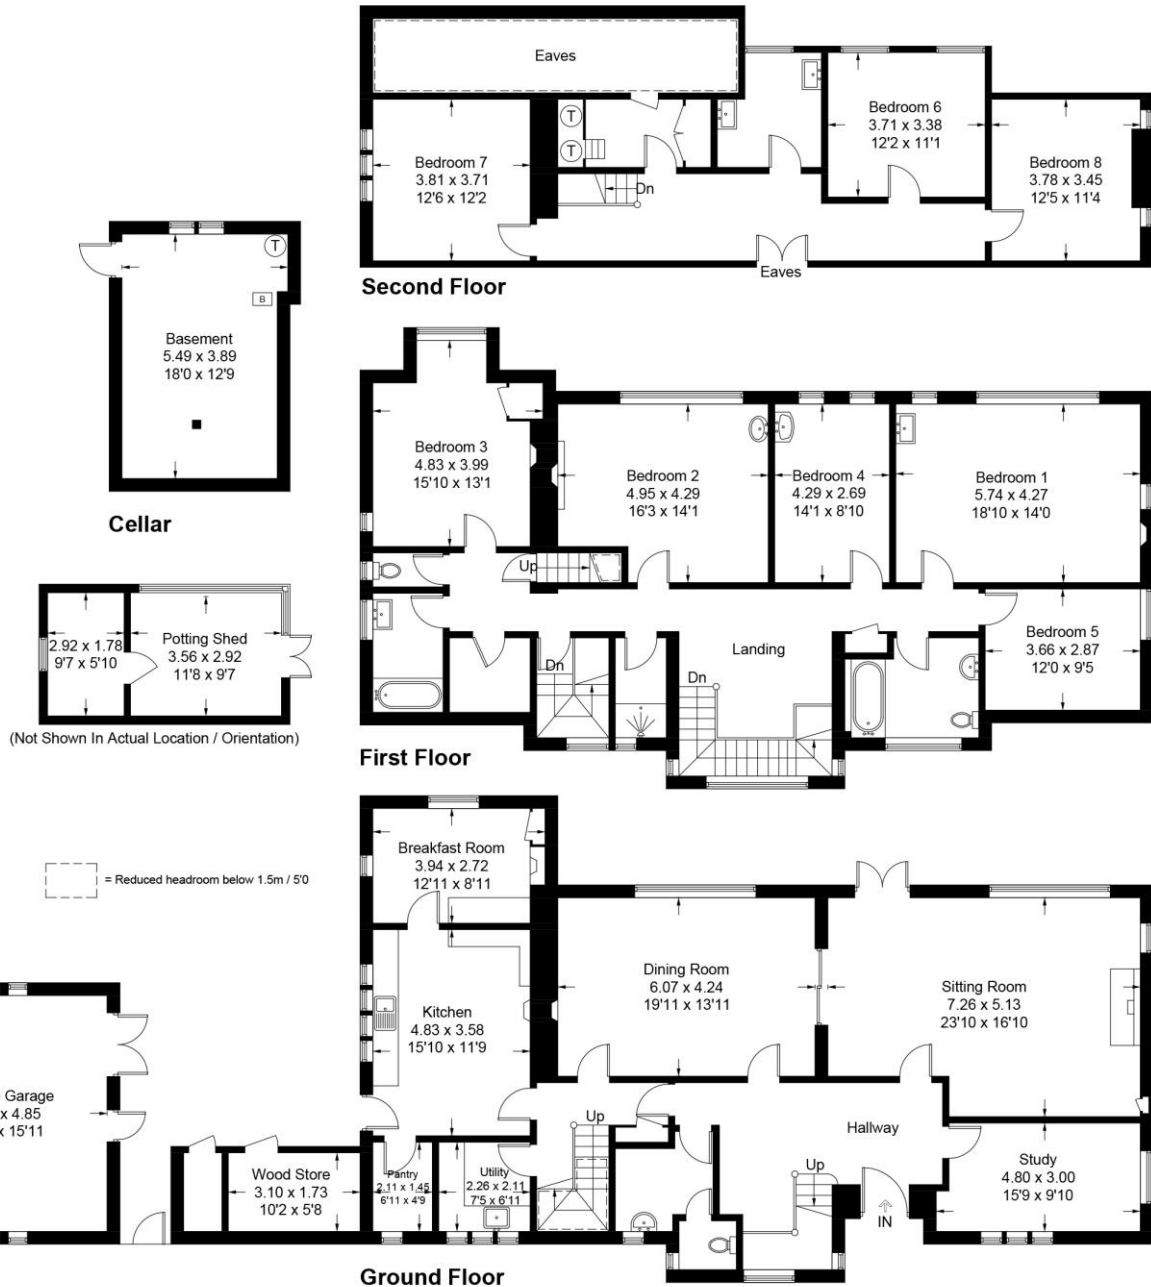 Eaves
Bedroom 6
3.71 x 3.38
12'2 x 11'1
T
T
Bedroom 7
3.81 x 3.71
12'6 x 12'2
Bedroom 8
3.78 x 3.45
12'5 x 11'4
Dn
Eaves
Second Floor
T
B
Basement
5.49 x 3.89
18'0 x 12'9
Cellar
Bedroom 3
4.83 x 3.99
15'10 x 13'1
Bedroom 2
4.95 x 4.29
16'3 x 14'1
Bedroom 4
4.29 x 2.69
14'1 x 8'10
Bedroom 1
5.74 x 4.27
18'10 x 14'0
Up
Bedroom 5
3.66 x 2.87
12'0 x 9'5
Landing
Dn
Dn
First Floor
2.92 x 1.78
9'7 x 5'10
Potting Shed
3.56 x 2.92
11'8 x 9'7
(Not Shown In Actual Location / Orientation)
= Reduced headroom below 1.5m / 5'0
Breakfast Room
3.94 x 2.72
12'11 x 8'11
Dining Room
6.07 x 4.24
19'11 x 13'11
Sitting Room
7.26 x 5.13
23'10 x 16'10
Kitchen
4.83 x 3.58
15'10 x 11'9
Garage
x 4.85
x 15'11
Up
Hallway
Wood Store
3.10 x 1.73
10'2 x 5'8
Pantry
2.11 x 1.45
6'11 x 4'9
Utility
2.26 x 2.11
7'5 x 6'11
Up
IN
Study
4.80 x 3.00
15'9 x 9'10
Ground Floor